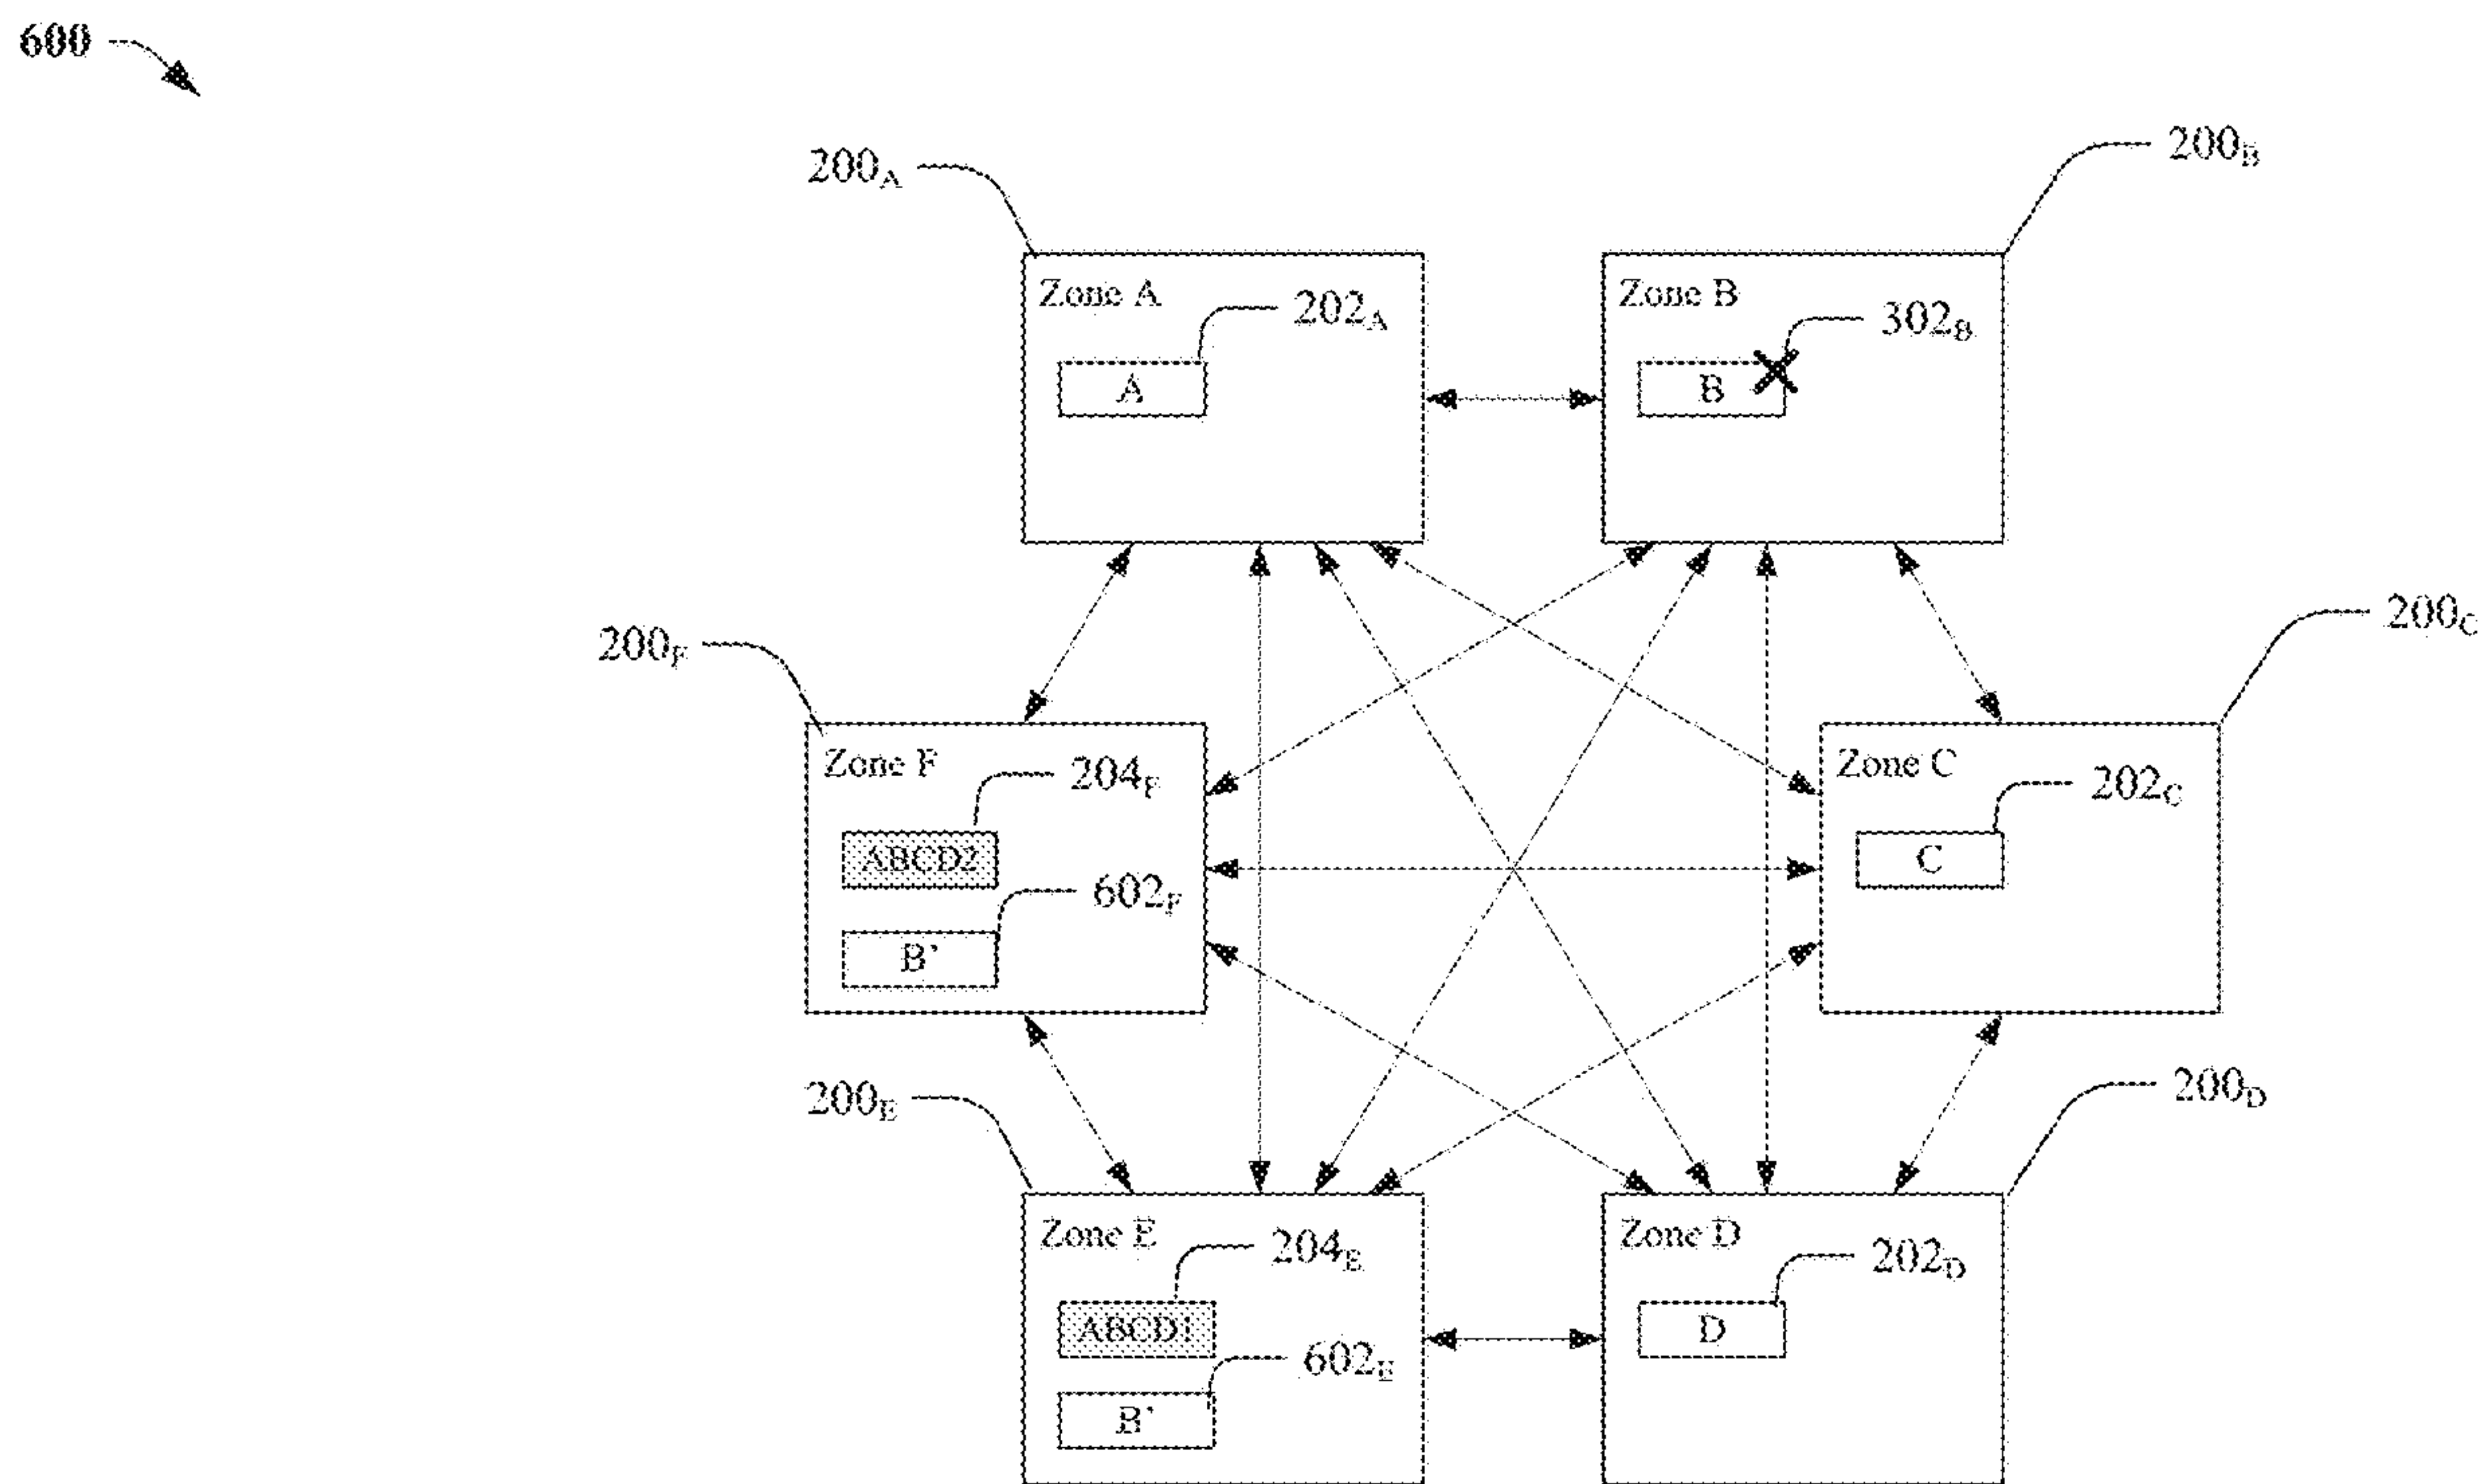 600
200A
200B
Zone A
202A
A
Zone B
302B
B
200F
200C
Zone F
204F
ABCD2
602F
B’
Zone C
202C
C
200E
200D
Zone E
204E
ABCD1
602E
B’
Zone D
202D
D